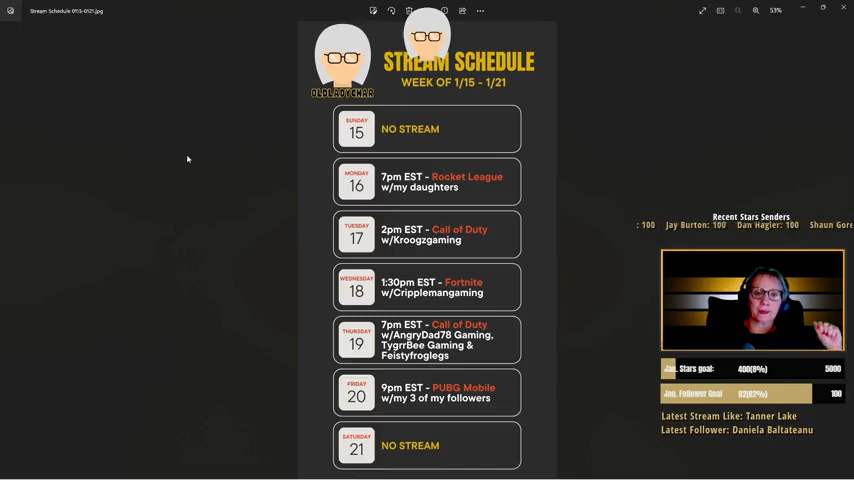 Stream Schedule 0115-0121.jpg
53%
STREAM SCHEDULE
WEEK OF 1/15 - 1/21
OLDLADYCHAR
SUNDAY
15
NO STREAM
MONDAY
16
7pm EST - Rocket League
w/my daughters
TUESDAY
17
2pm EST - Call of Duty
w/Kroogzgaming
WEDNESDAY
18
1:30pm EST - Fortnite
w/Cripplemangaming
THURSDAY
19
7pm EST - Call of Duty
w/AngryDad78 Gaming,
TygrrBee Gaming &
Feistyfroglegs
FRIDAY
20
9pm EST - PUBG Mobile
w/my 3 of my followers
SATURDAY
21
NO STREAM
Recent Stars Senders
: 100 Jay Burton: 100 Dan Hagler: 100 Shaun Gore
Jan. Stars goal: 400(8%) 5000
Jan. Follower Goal 92(92%) 100
Latest Stream Like: Tanner Lake
Latest Follower: Daniela Baltateanu